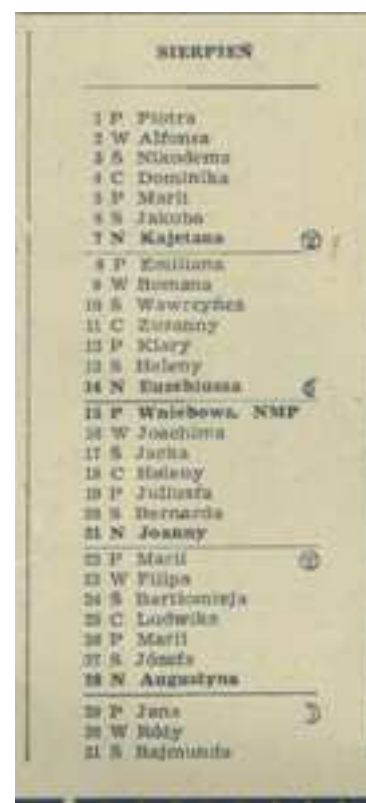 SIERPIEŃ
1 P Piotra
2 W Alfonsa
3 S Nikodema
4 C Dominika
5 P Marii
6 S Jakuba
7 N Kajetana
8 P Emiliana
9 W Romana
10 S Wawrzyńca
11 C Zuzanny
12 P Klary
13 S Heleny
14 N Euzebiusza
15 P Wniebowz. NMP
16 W Joachima
17 S Jacka
18 C Heleny
19 P Juliusza
20 S Bernarda
21 N Joanny
22 P Marii
23 W Filipa
24 S Bartłomieja
25 C Ludwika
26 P Marii
27 S Józefa
28 N Augustyna
29 P Jana
30 W Róży
31 S Rajmunda